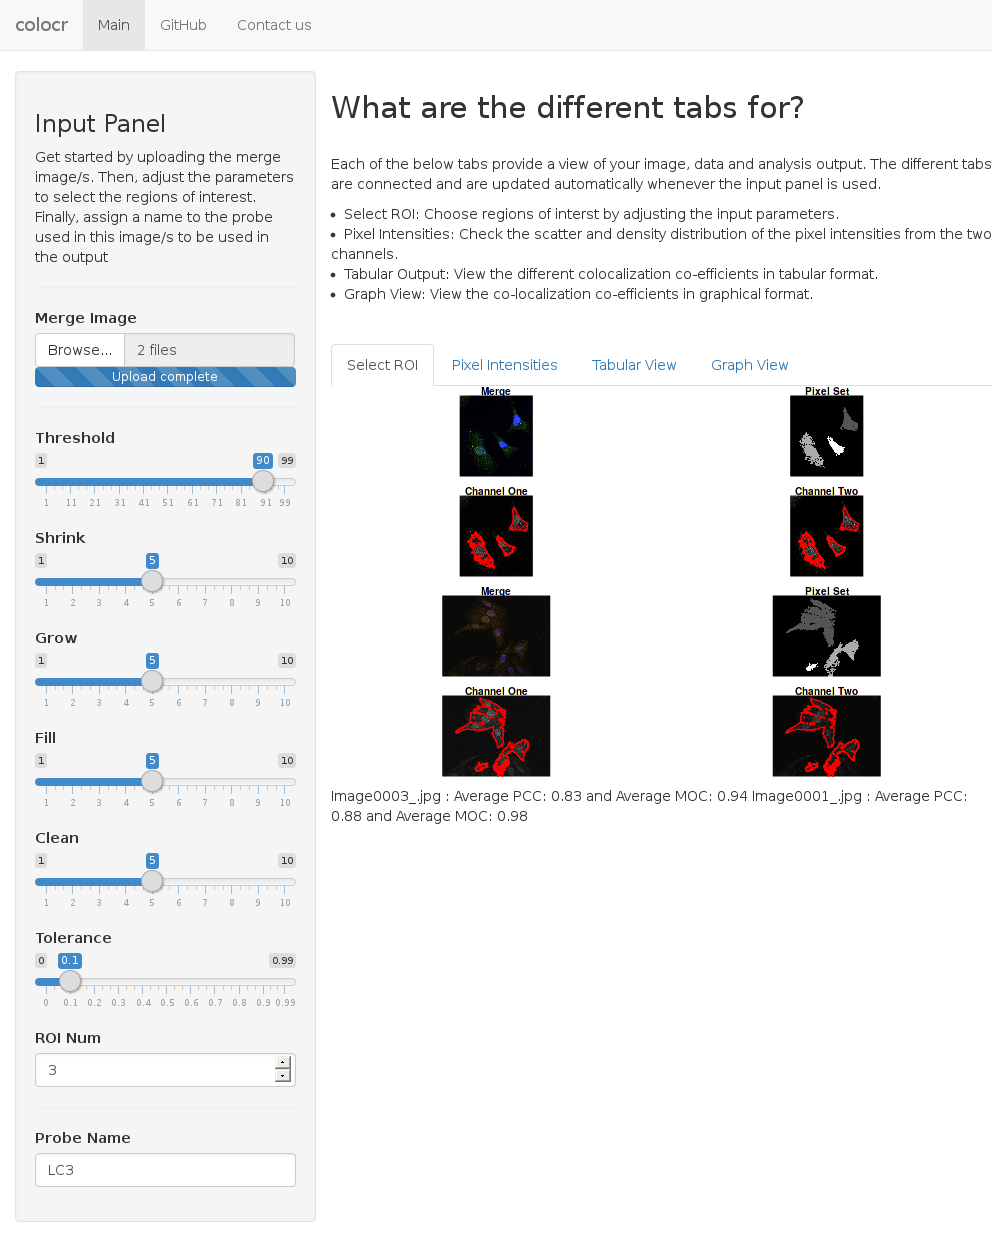 colocr Main GitHub Contact us
Input Panel
Get started by uploading the merge
image/s. Then, adjust the parameters
to select the regions of interest.
Finally, assign a name to the probe
used in this image/s to be used in
the output
Merge Image
Browse... 2 files
Upload complete
Threshold
1 90 99
1 11 21 31 41 51 61 71 81 91 99
Shrink
1 5 10
1 2 3 4 5 6 7 8 9 10
Grow
1 5 10
1 2 3 4 5 6 7 8 9 10
Fill
1 5 10
1 2 3 4 5 6 7 8 9 10
Clean
1 5 10
1 2 3 4 5 6 7 8 9 10
Tolerance
0 0.1 0.99
0 0.1 0.2 0.3 0.4 0.5 0.6 0.7 0.8 0.9 0.99
ROI Num
3
Probe Name
LC3
What are the different tabs for?
Each of the below tabs provide a view of your image, data and analysis output. The different tabs
are connected and are updated automatically whenever the input panel is used.
• Select ROI: Choose regions of interst by adjusting the input parameters.
• Pixel Intensities: Check the scatter and density distribution of the pixel intensities from the two
channels.
• Tabular Output: View the different colocalization co-efficients in tabular format.
• Graph View: View the co-localization co-efficients in graphical format.
Select ROI Pixel Intensities Tabular View Graph View
Merge Pixel Set
Channel One Channel Two
Merge Pixel Set
Channel One Channel Two
Image0003_.jpg : Average PCC: 0.83 and Average MOC: 0.94 Image0001_.jpg : Average PCC:
0.88 and Average MOC: 0.98